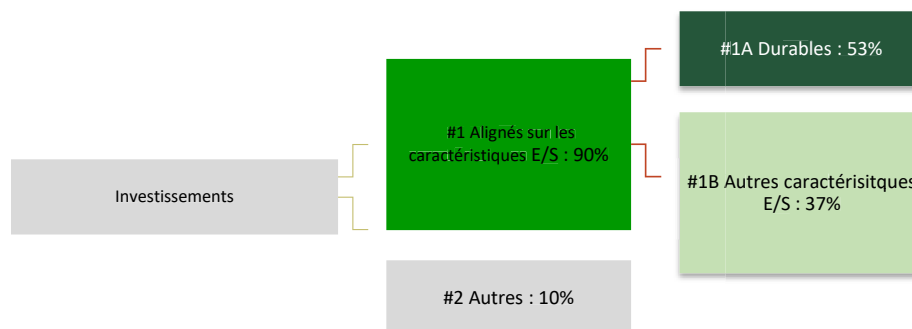 #1A Durables : 53%
#1 Alignés sur les
caractéristiques E/S : 90%
#1B Autres caractérisitques
E/S : 37%
Investissements
#2 Autres : 10%